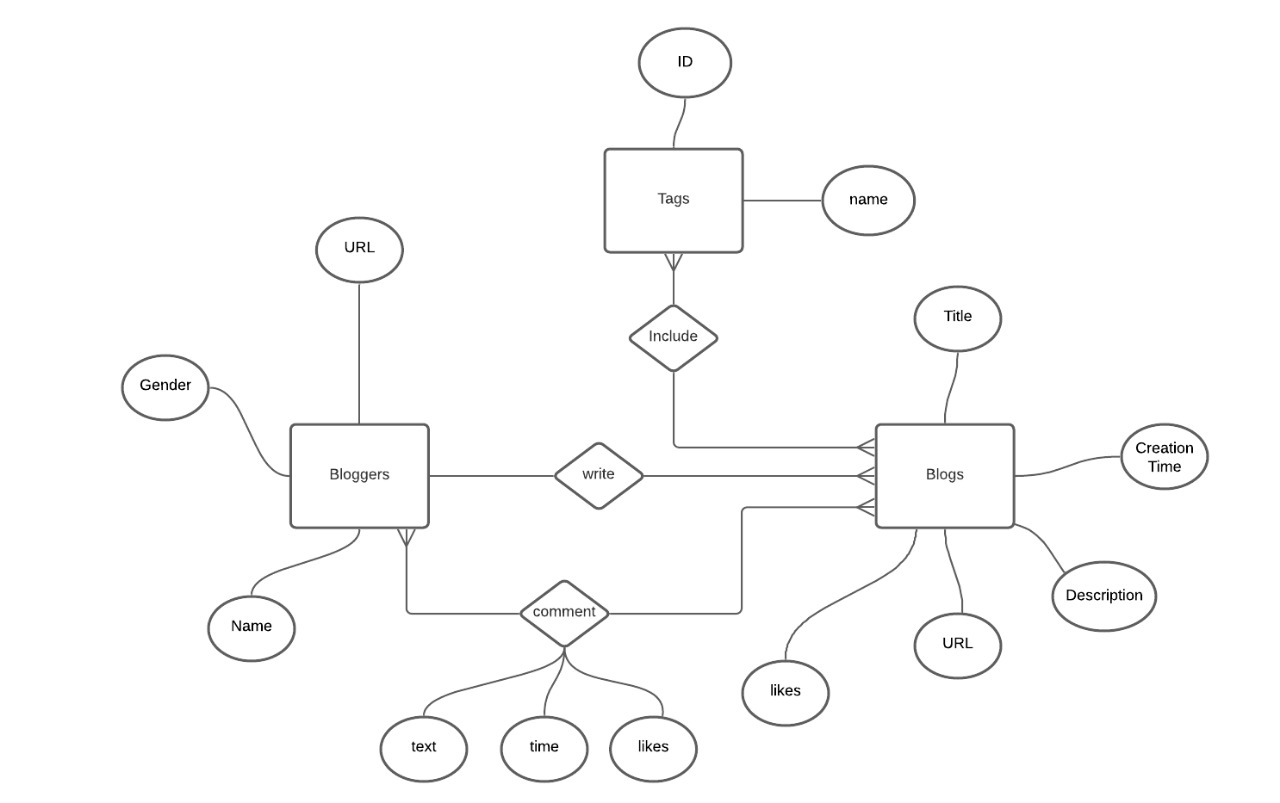 ID
Tags
name
URL
Include
Title
Gender
Bloggers
write
Blogs
Creation
Time
comment
Description
Name
URL
likes
text
time
likes